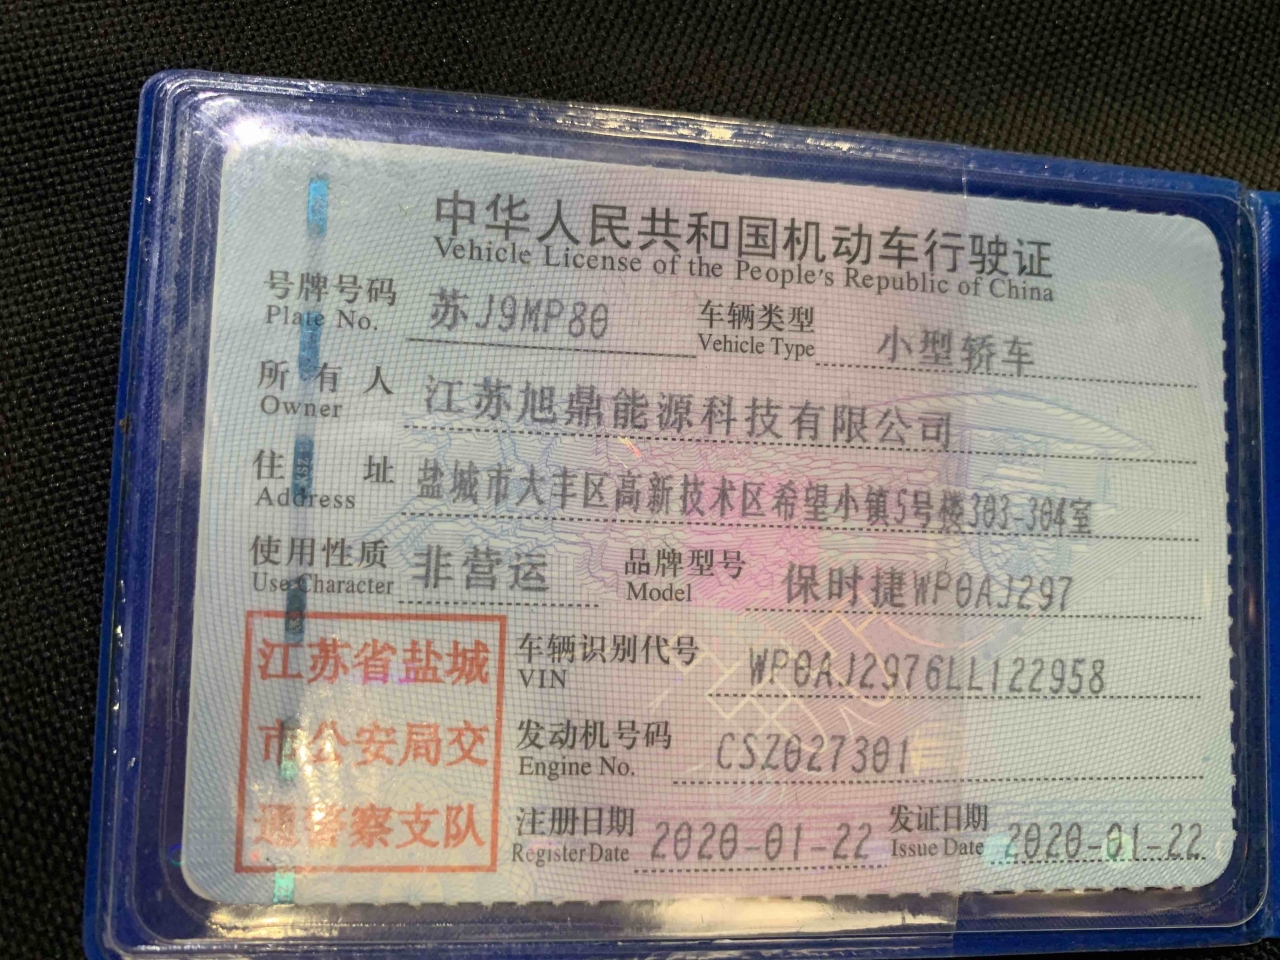 中华人民共和国机动车行驶证
Vehicle License of the People's Republic of China
号牌号码 苏J9MP80 车辆类型 小型轿车
Plate No. Vehicle Type
所有人 江苏旭鼎能源科技有限公司
Owner
住址 盐城市大丰区高新技术区希望小镇5号楼303-304室
Address
使用性质 非营运 品牌型号 保时捷WP0AJ297
Use Character Model
江苏省盐城
市公安局交
通警察支队
车辆识别代号 WP0AJ2976LL122958
VIN
发动机号码 CSZ027301
Engine No.
注册日期 2020-01-22 发证日期 2020-01-22
Register Date Issue Date